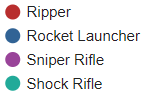 Ripper
Rocket Launcher
Sniper Rifle
Shock Rifle